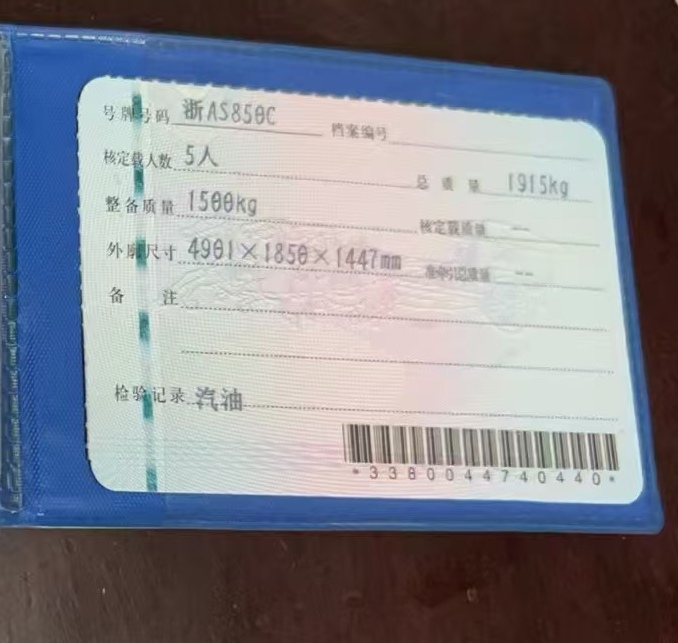 号牌号码 浙AS850C 档案编号
核定载人数 5人 总质量 1915kg
整备质量 1500kg 核定载质量 --
外廓尺寸 4901×1850×1447mm 准牵引总质量 --
备注
检验记录 汽油
*3380044740440*